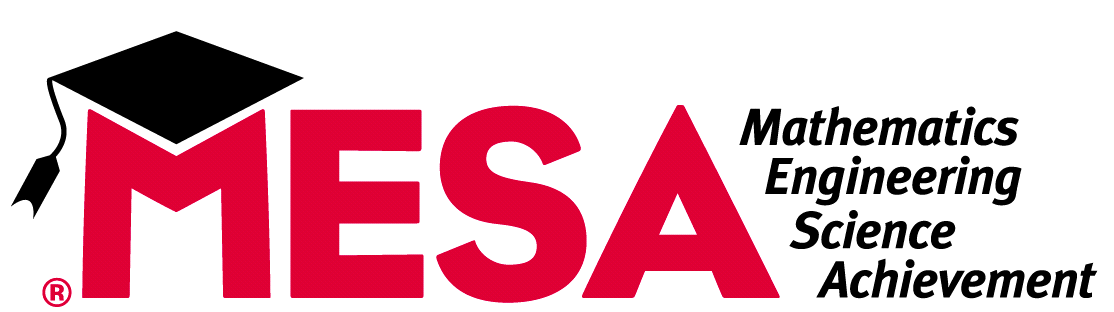 ® MESA
Mathematics
Engineering
Science
Achievement